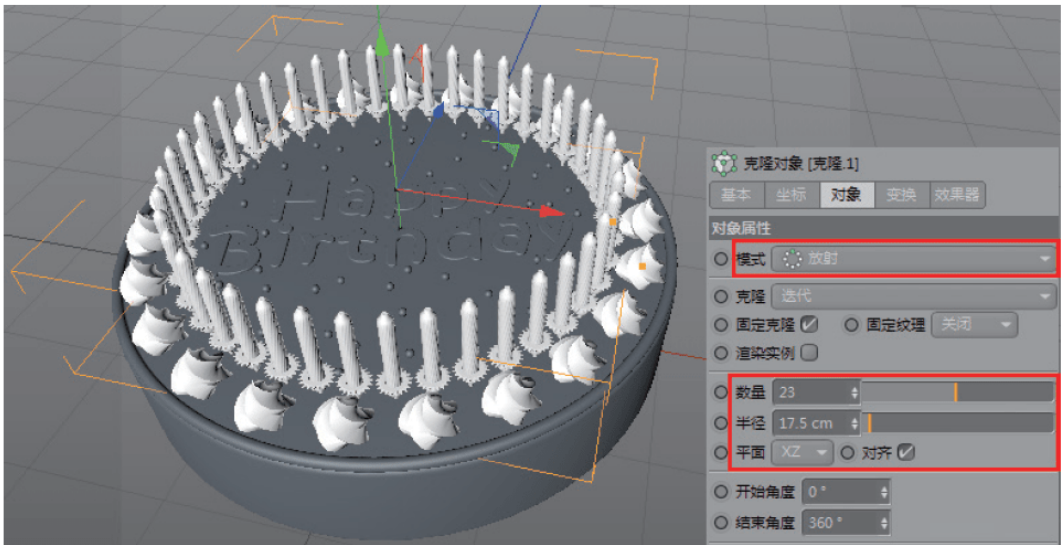 Happy
Birthday
克隆对象 [克隆.1]
基本 坐标 对象 变换 效果器
对象属性
模式 放射
克隆 迭代
固定克隆 固定纹理 关闭
渲染实例
数量 23
半径 17.5 cm
平面 XZ 对齐
开始角度 0°
结束角度 360°